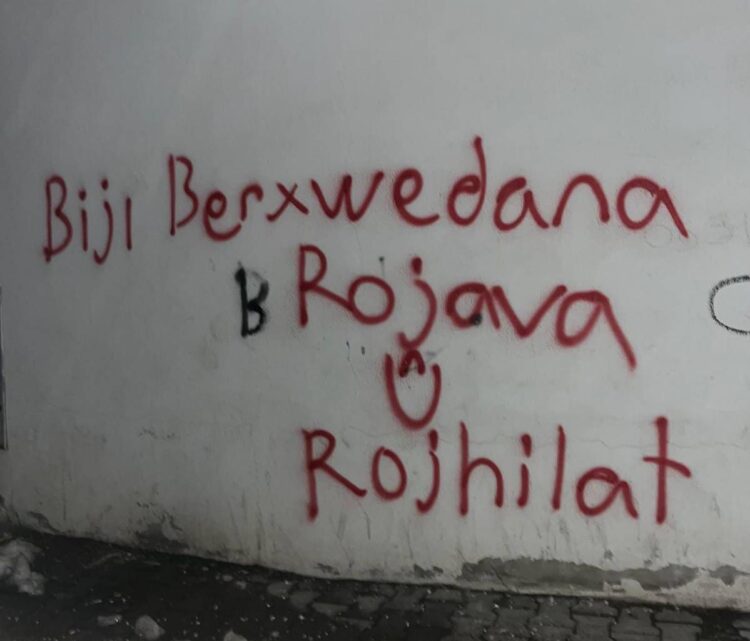 Biji Berxwedana
B Rojava
Û
Rojhilat